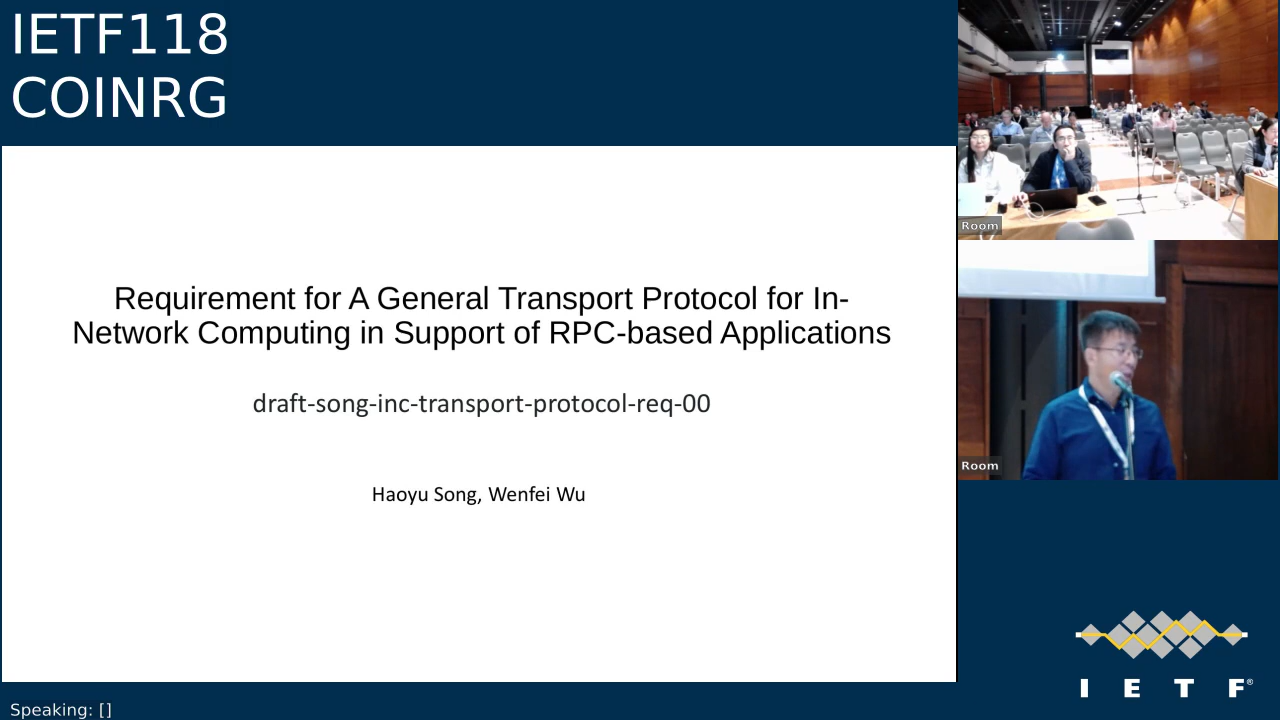 IETF118
COINRG
Requirement for A General Transport Protocol for In-
Network Computing in Support of RPC-based Applications
draft-song-inc-transport-protocol-req-00
Haoyu Song, Wenfei Wu
Room
Room
I E T F®
Speaking: []